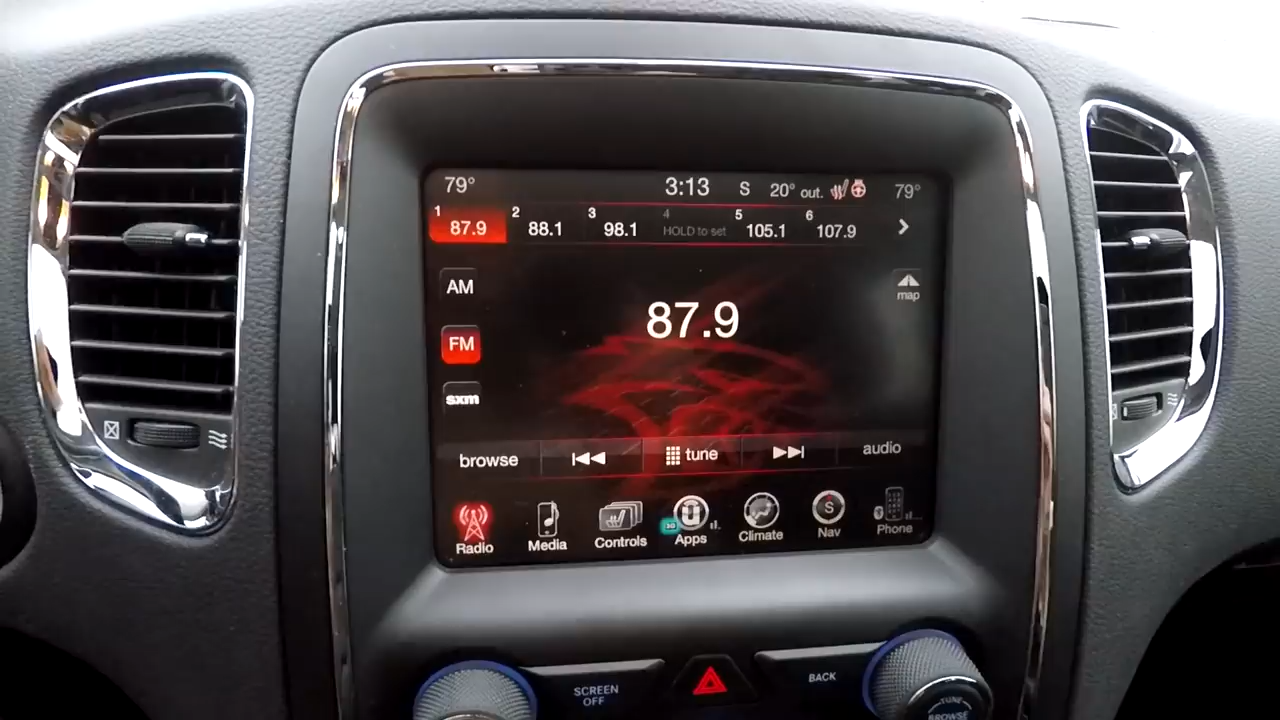 79° 3:13 S 20° out. 79°
1 87.9 2 88.1 3 98.1 4 HOLD to set 5 105.1 6 107.9
AM
map
87.9
FM
sxm
browse tune audio
Radio Media Controls Apps Climate Nav Phone
S
SCREEN OFF
BACK
TUNE
BROWSE